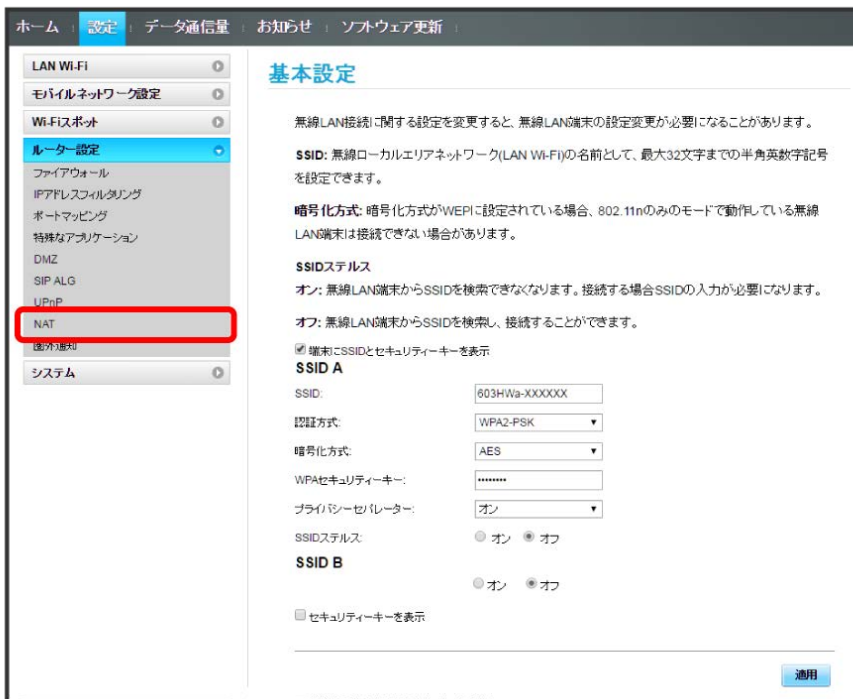 ホーム 設定 データ通信量 お知らせ ソフトウェア更新
LAN Wi-Fi
モバイルネットワーク設定
Wi-Fiスポット
ルーター設定
ファイアウォール
IPアドレスフィルタリング
ポートマッピング
特殊なアプリケーション
DMZ
SIP ALG
UPnP
NAT
圏外通知
システム
基本設定
無線LAN接続に関する設定を変更すると、無線LAN端末の設定変更が必要になることがあります。
SSID: 無線ローカルエリアネットワーク(LAN Wi-Fi)の名前として、最大32文字までの半角英数字記号
を設定できます。
暗号化方式: 暗号化方式がWEPに設定されている場合、802.11nのみのモードで動作している無線
LAN端末は接続できない場合があります。
SSIDステルス
オン: 無線LAN端末からSSIDを検索できなくなります。接続する場合SSIDの入力が必要になります。
オフ: 無線LAN端末からSSIDを検索し、接続することができます。
端末にSSIDとセキュリティーキーを表示
SSID A
SSID: 603HWa-XXXXXX
認証方式: WPA2-PSK
暗号化方式: AES
WPAセキュリティーキー: ••••••••
プライバシーセパレーター: オン
SSIDステルス: オン オフ
SSID B
オン オフ
セキュリティーキーを表示
適用